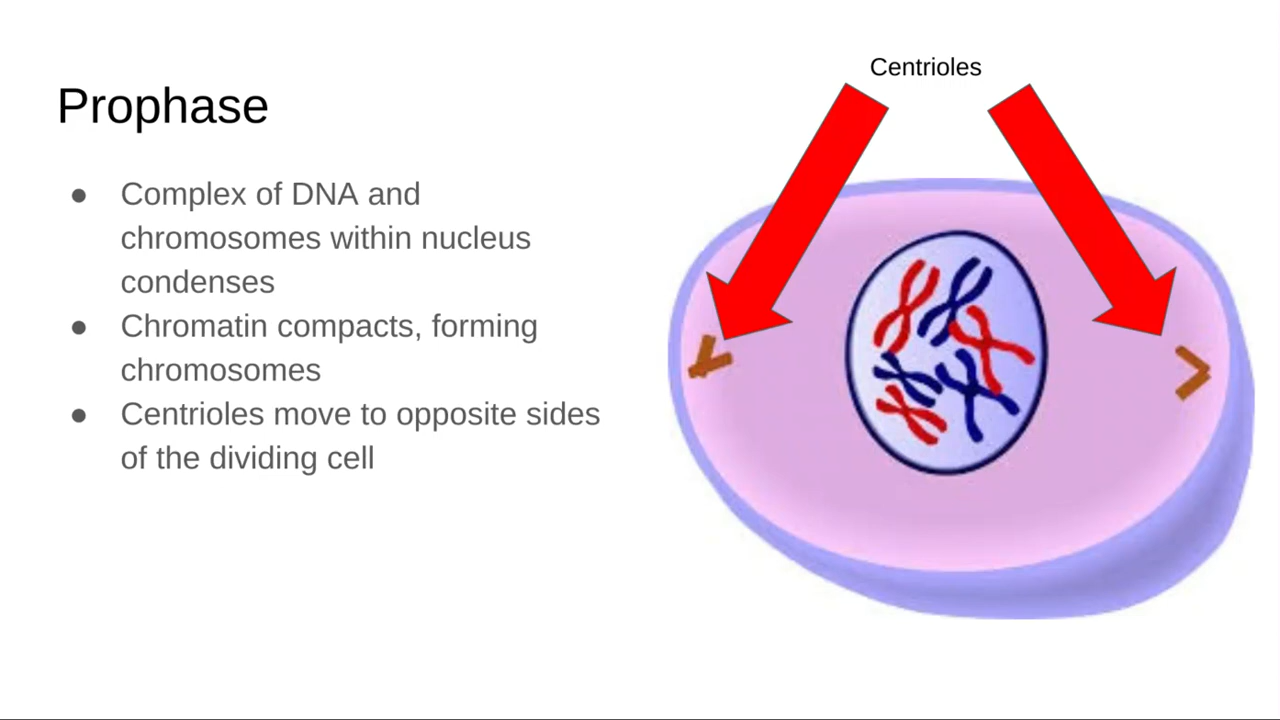 Centrioles
Prophase
● Complex of DNA and
chromosomes within nucleus
condenses
● Chromatin compacts, forming
chromosomes
● Centrioles move to opposite sides
of the dividing cell